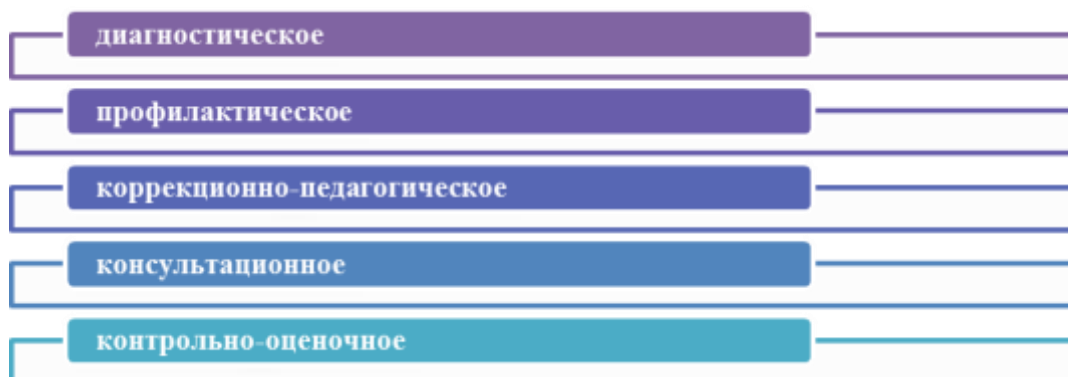 диагностическое
профилактическое
коррекционно-педагогическое
консультационное
контрольно-оценочное